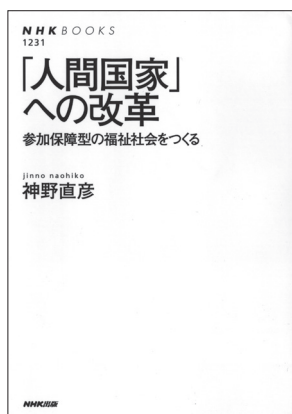 NHK BOOKS
1231
「人間国家」
への改革
参加保障型の福祉社会をつくる
jinno naohiko
神野直彦
NHK出版